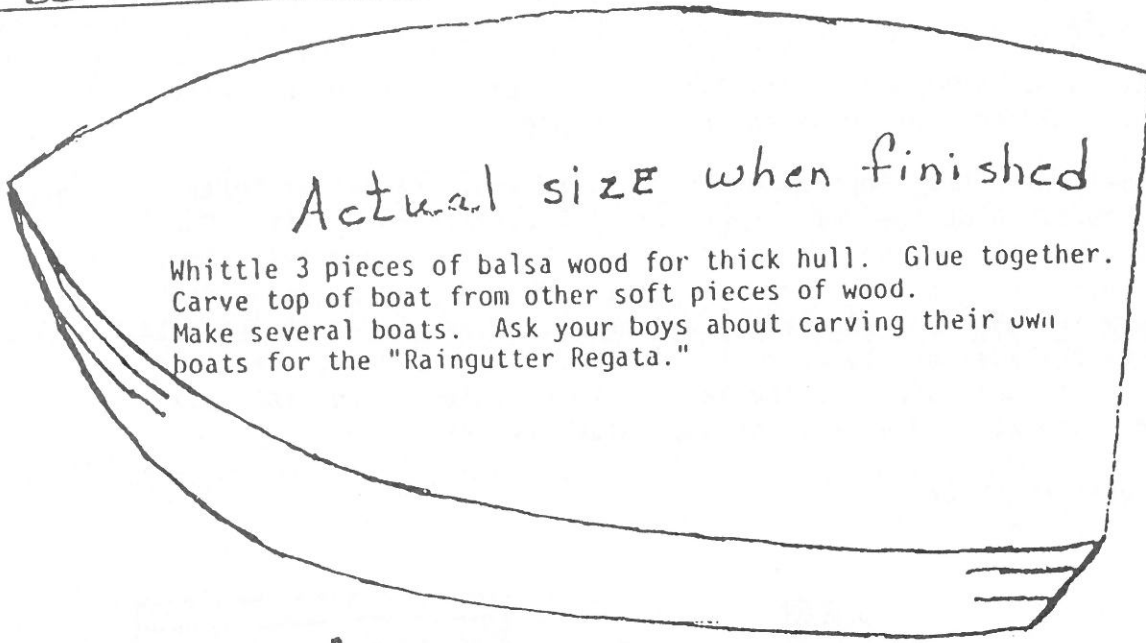 Actual sizE when finished
Whittle 3 pieces of balsa wood for thick hull. Glue together.
Carve top of boat from other soft pieces of wood.
Make several boats. Ask your boys about carving their own
boats for the "Raingutter Regata."